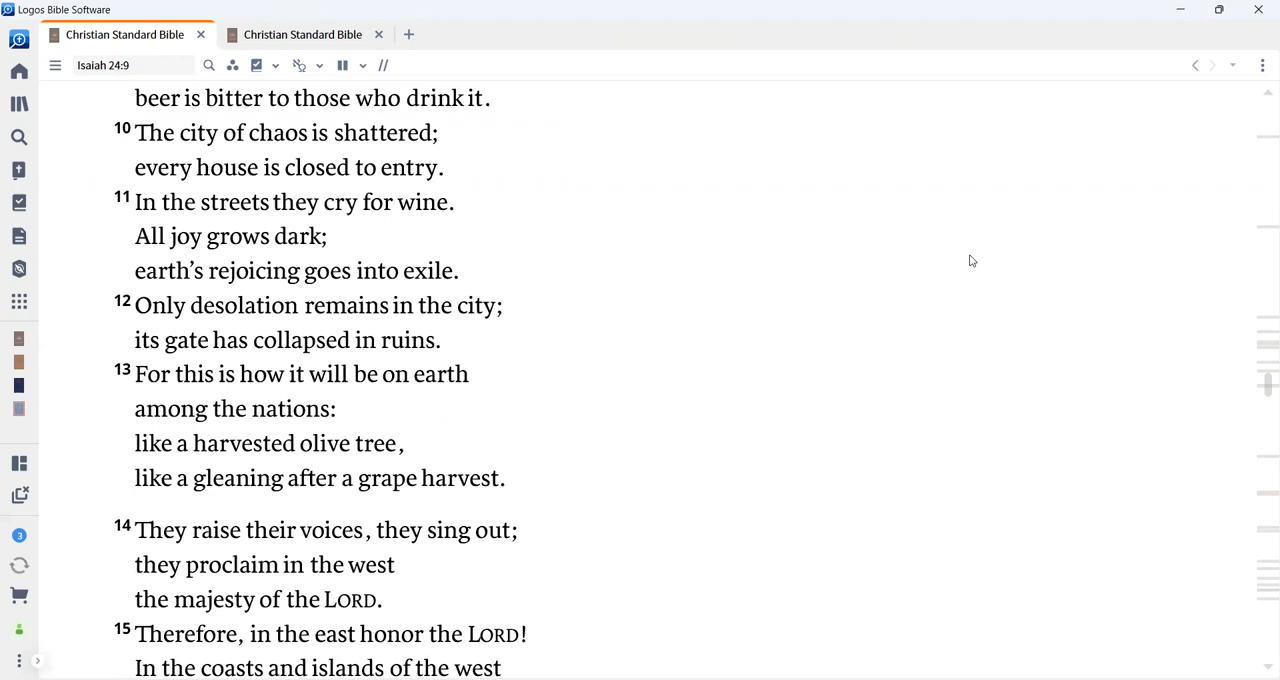 Logos Bible Software
Christian Standard Bible
Christian Standard Bible
Isaiah 24:9
beer is bitter to those who drink it.
10 The city of chaos is shattered;
every house is closed to entry.
11 In the streets they cry for wine.
All joy grows dark;
earth’s rejoicing goes into exile.
12 Only desolation remains in the city;
its gate has collapsed in ruins.
13 For this is how it will be on earth
among the nations:
like a harvested olive tree,
like a gleaning after a grape harvest.
14 They raise their voices, they sing out;
they proclaim in the west
the majesty of the LORD.
15 Therefore, in the east honor the LORD!
In the coasts and islands of the west
3